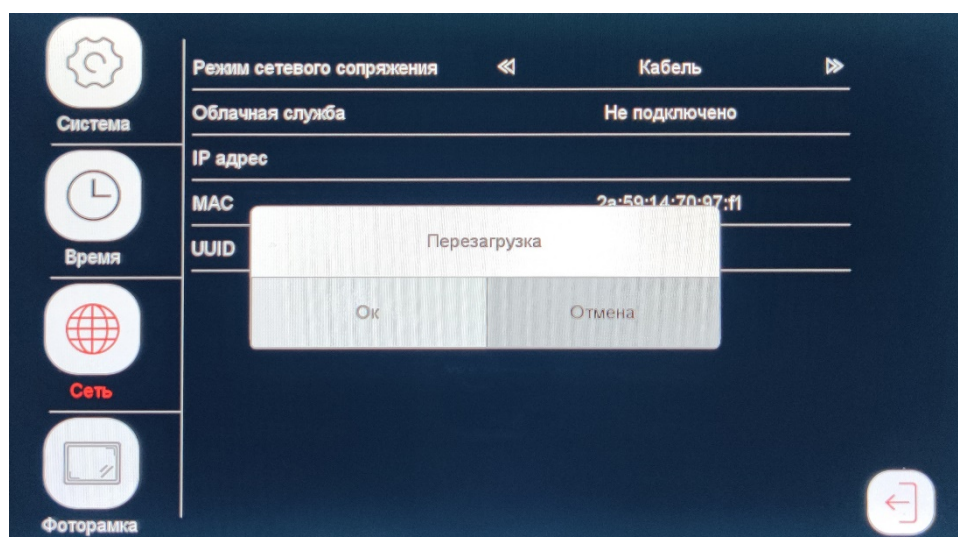 Система
Время
Сеть
Фоторамка
Режим сетевого сопряжения Кабель
Облачная служба Не подключено
IP адрес
MAC 2a:59:14:70:97:f1
UUID
Перезагрузка
Ок Отмена